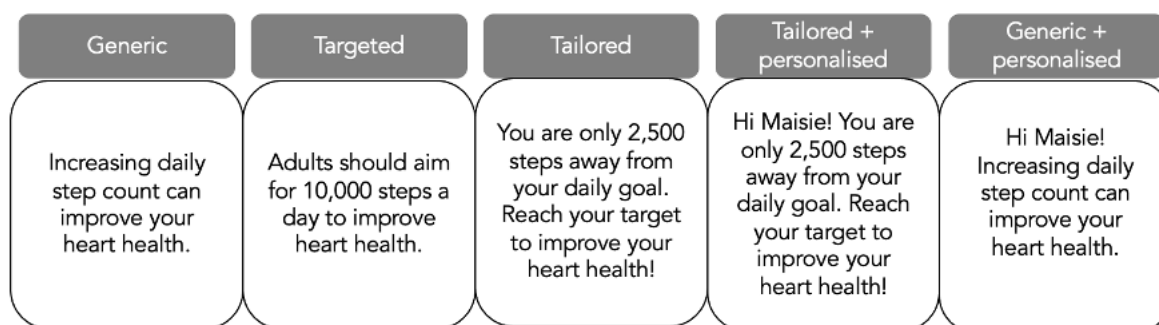 Generic
Increasing daily
step count can
improve your
heart health.
Targeted
Adults should aim
for 10,000 steps a
day to improve
heart health.
Tailored
You are only 2,500
steps away from
your daily goal.
Reach your target
to improve your
heart health!
Tailored +
personalised
Hi Maisie! You are
only 2,500 steps
away from your
daily goal. Reach
your target to
improve your
heart health!
Generic +
personalised
Hi Maisie!
Increasing daily
step count can
improve your
heart health.